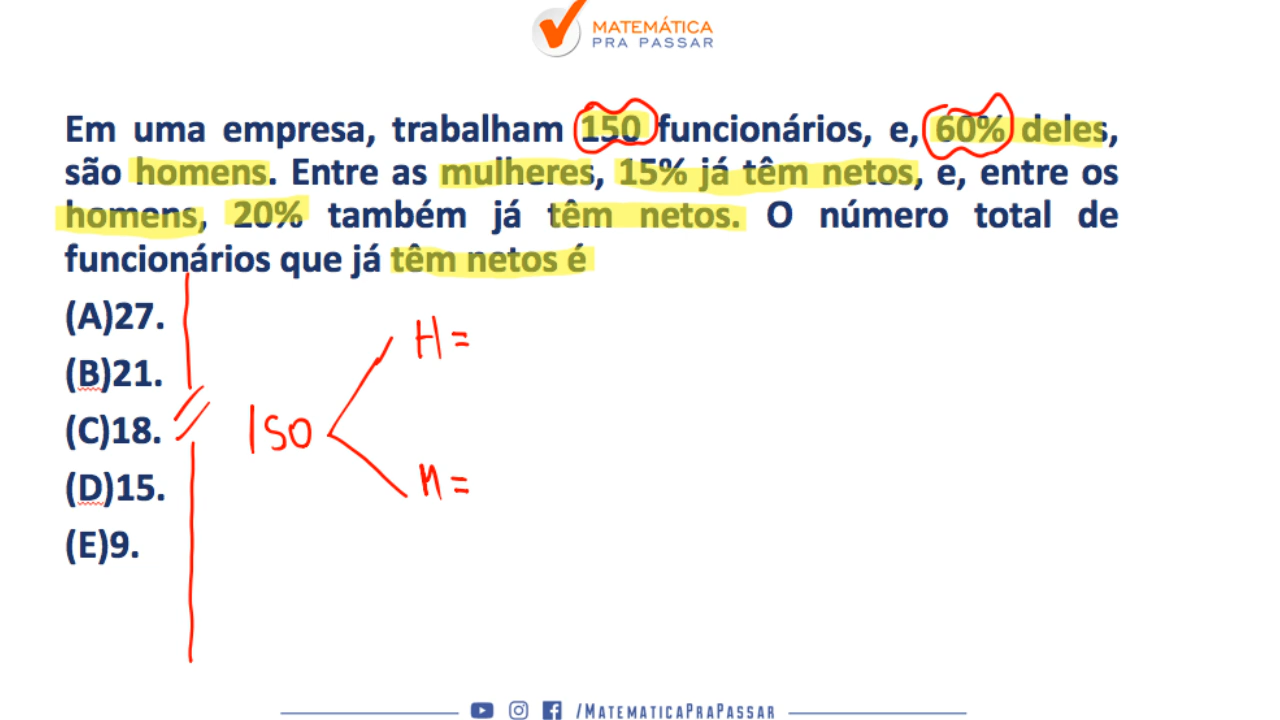 MATEMÁTICA
PRA PASSAR
Em uma empresa, trabalham 150 funcionários, e, 60% deles,
são homens. Entre as mulheres, 15% já têm netos, e, entre os
homens, 20% também já têm netos. O número total de
funcionários que já têm netos é
(A)27.
(B)21.
(C)18.
(D)15.
(E)9.
H =
150
M =
/MATEMATICAPRAPASSAR